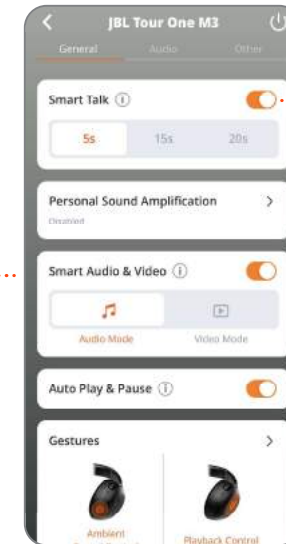 JBL Tour One M3
General Audio Other
Smart Talk
5s 15s 20s
Personal Sound Amplification
Disabled
Smart Audio & Video
Audio Mode Video Mode
Auto Play & Pause
Gestures
Ambient Playback Control